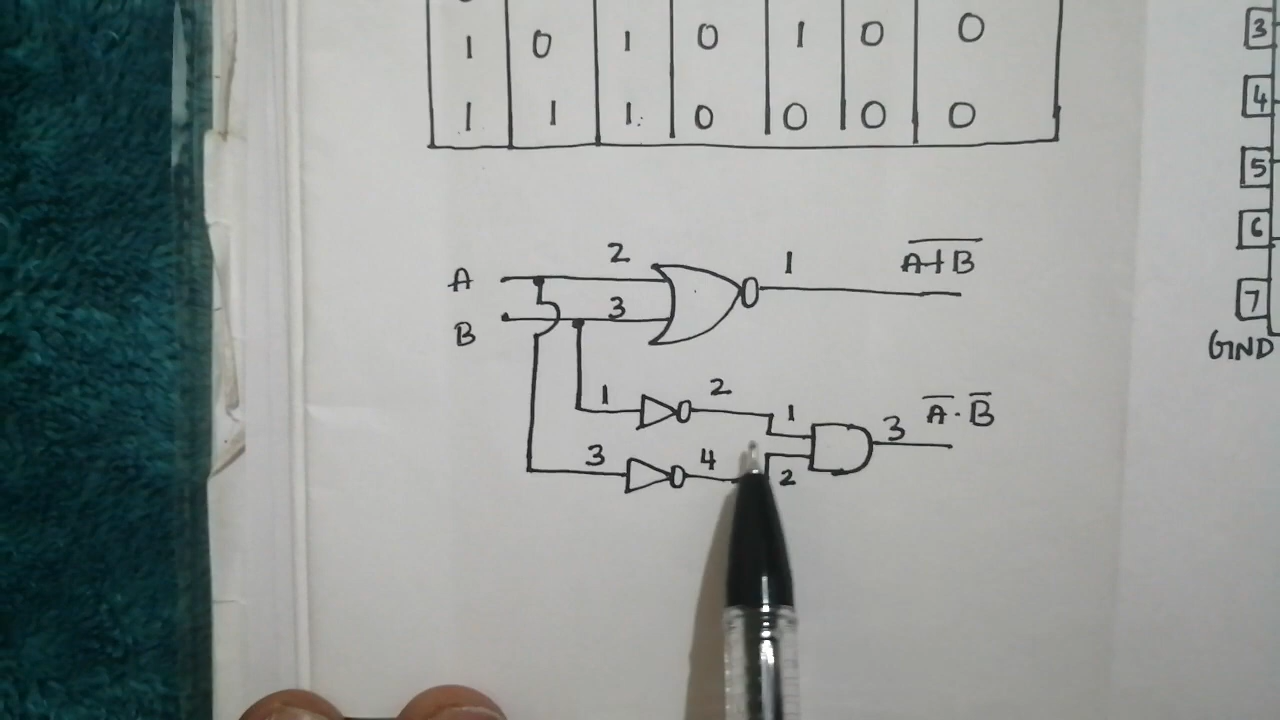 1 0 1 0 1 0 0
1 1 1 0 0 0 0
A 2 1 A+B
B 3
1 2 1 3 A̅ · B̅
3 4 2
3
4
5
6
7
GND